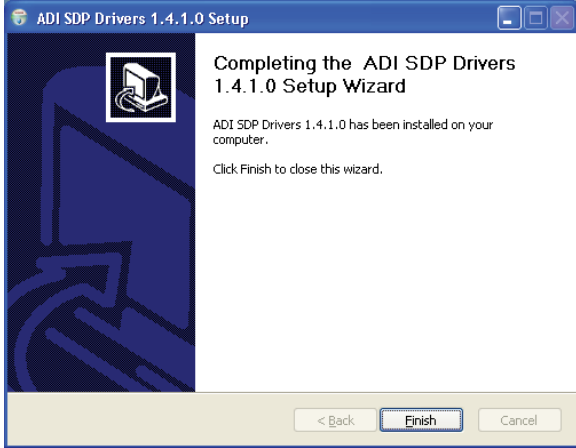 ADI SDP Drivers 1.4.1.0 Setup
Completing the ADI SDP Drivers
1.4.1.0 Setup Wizard
ADI SDP Drivers 1.4.1.0 has been installed on your
computer.
Click Finish to close this wizard.
< Back Finish Cancel